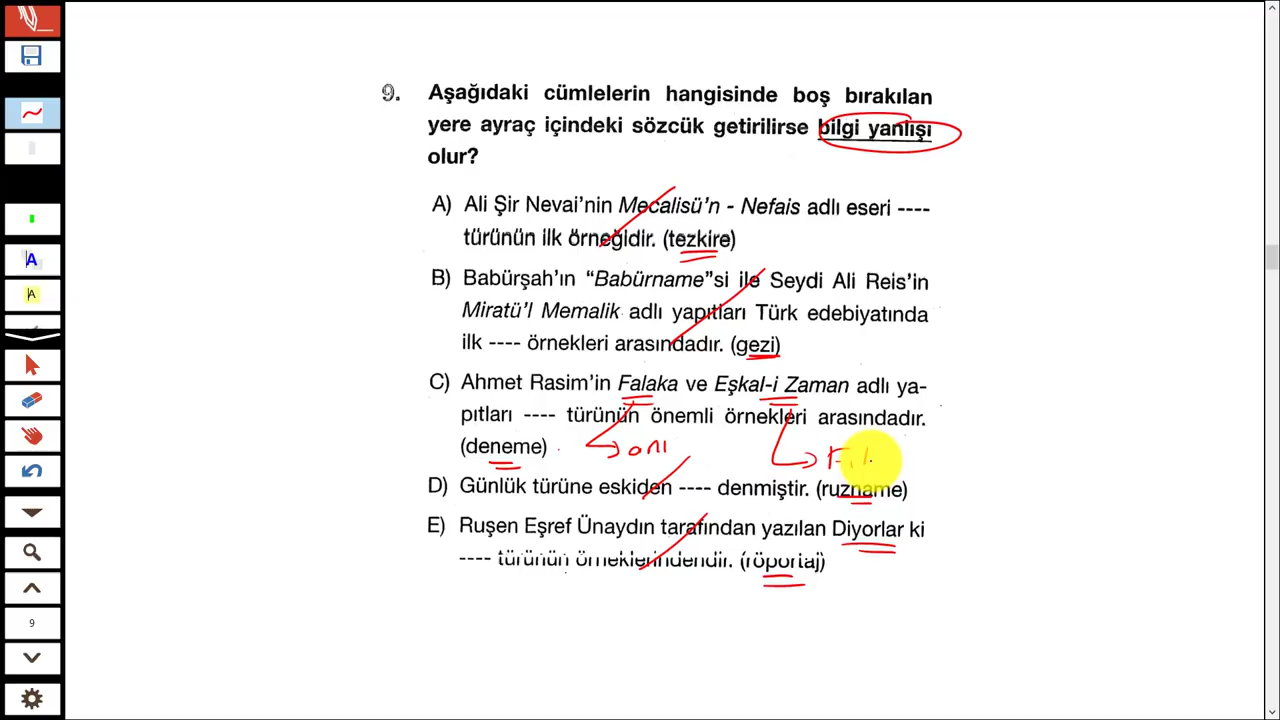 9. Aşağıdaki cümlelerin hangisinde boş bırakılan
yere ayraç içindeki sözcük getirilirse bilgi yanlışı
olur?
A) Ali Şir Nevai'nin Mecalisü'n - Nefais adlı eseri ----
türünün ilk örneğidir. (tezkire)
B) Babürşah'ın "Babürname"si ile Seydi Ali Reis'in
Miratü'l Memalik adlı yapıtları Türk edebiyatında
ilk ---- örnekleri arasındadır. (gezi)
C) Ahmet Rasim'in Falaka ve Eşkal-i Zaman adlı ya-
pıtları ---- türünün önemli örnekleri arasındadır.
(deneme)
anı
D) Günlük türüne eskiden ---- denmiştir. (ruzname)
E) Ruşen Eşref Ünaydın tarafından yazılan Diyorlar ki
---- türünün örneklerindendir. (röportaj)
A
A
9